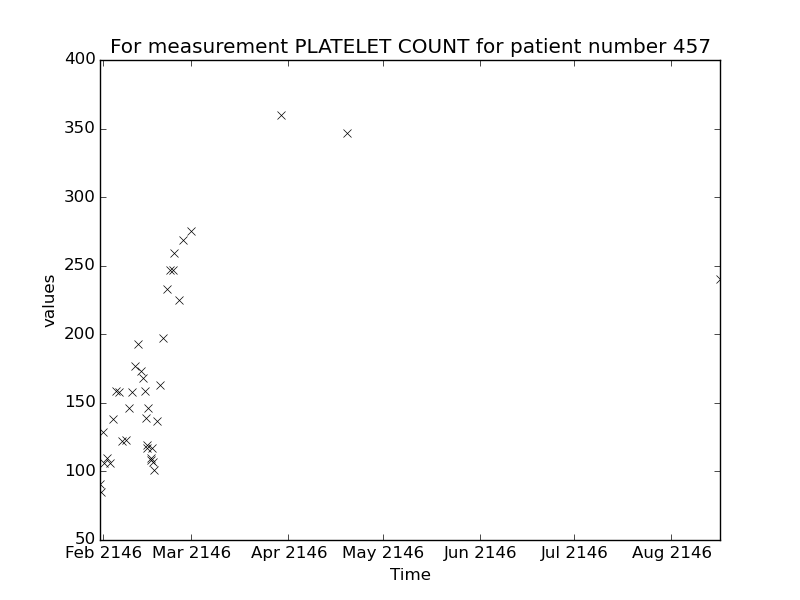 For measurement PLATELET COUNT for patient number 457
400
350
300
250
200
150
100
50
values
Feb 2146 Mar 2146 Apr 2146 May 2146 Jun 2146 Jul 2146 Aug 2146
Time